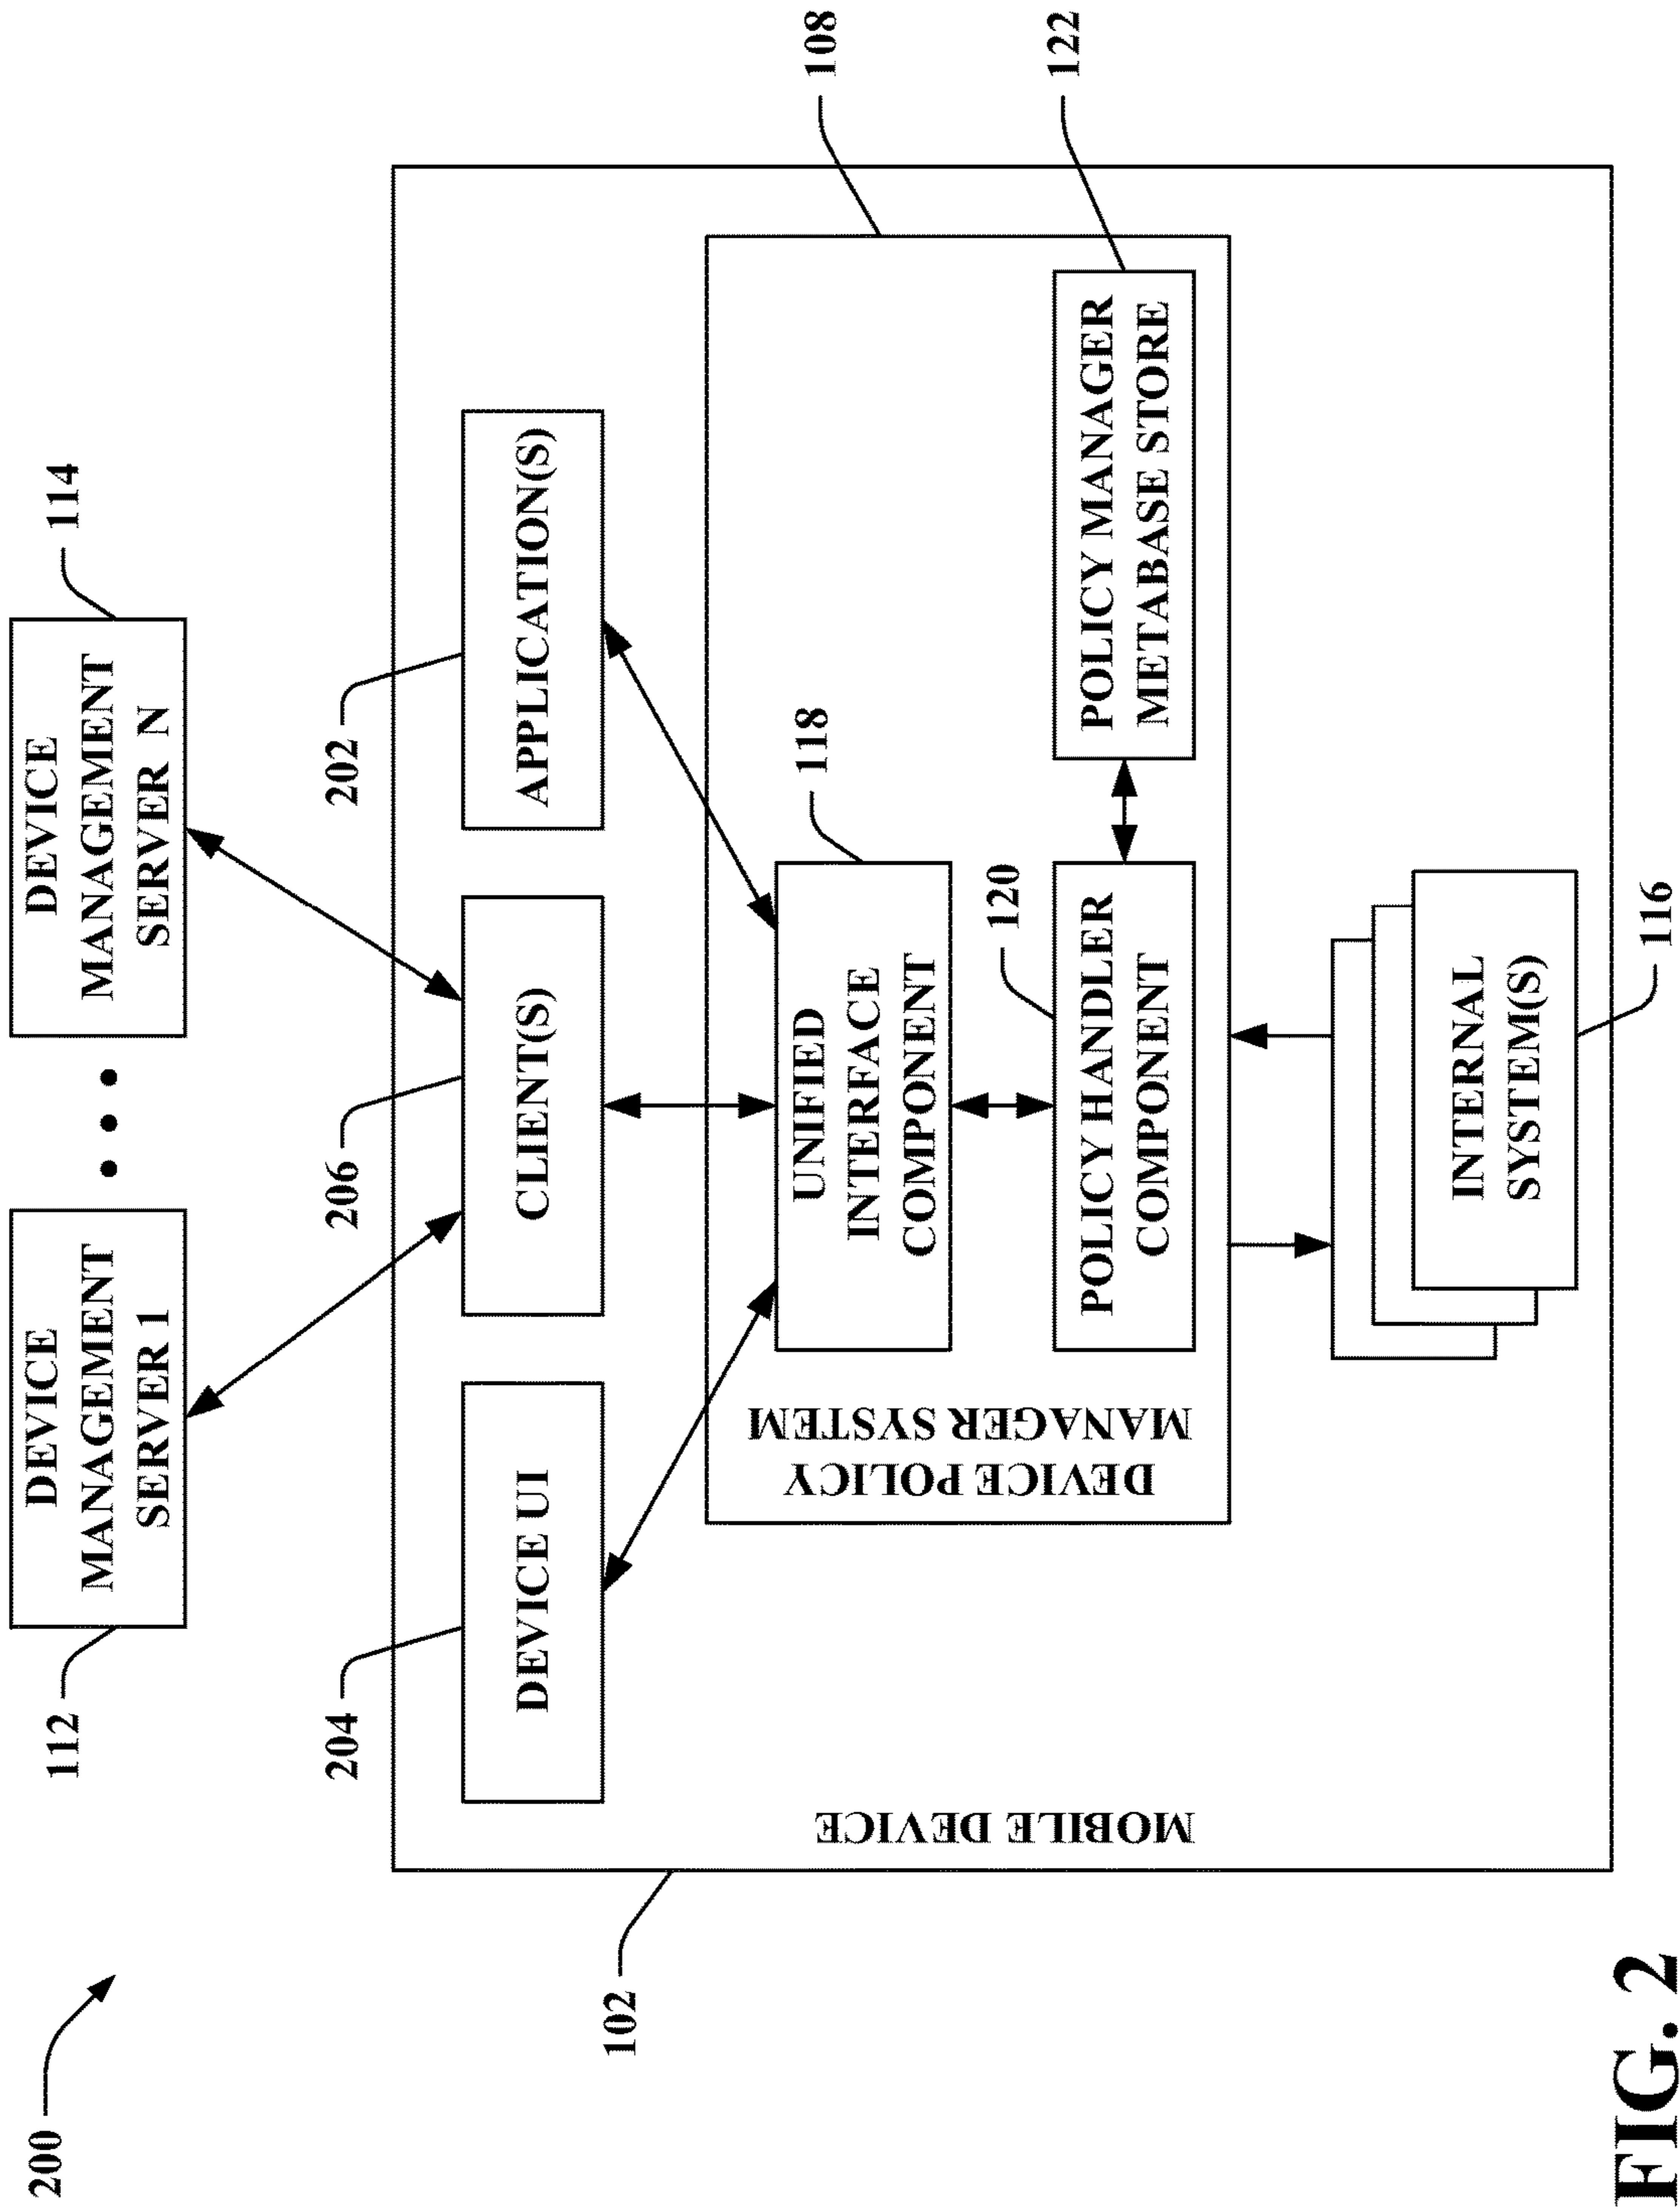 200
112
DEVICE
MANAGEMENT
SERVER 1
DEVICE
MANAGEMENT
SERVER N
114
102
204
206
202
DEVICE UI
CLIENT(S)
APPLICATION(S)
108
118
UNIFIED
INTERFACE
COMPONENT
DEVICE POLICY
MANAGER SYSTEM
120
POLICY HANDLER
COMPONENT
POLICY MANAGER
METABASE STORE
122
MOBILE DEVICE
INTERNAL
SYSTEM(S)
116
FIG. 2